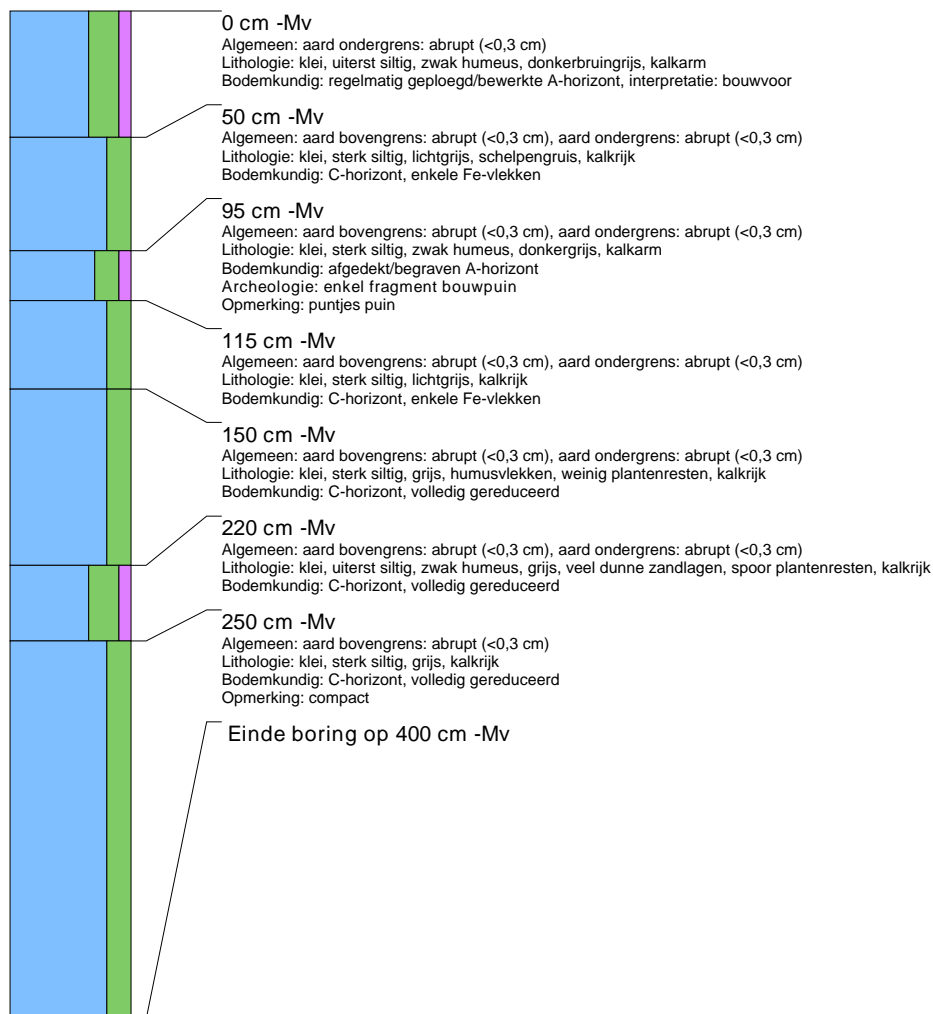 0 cm -Mv
Algemeen: aard ondergrens: abrupt (<0,3 cm)
Lithologie: klei, uiterst siltig, zwak humeus, donkerbruingrijs, kalkarm
Bodemkundig: regelmatig geploegd/bewerkte A-horizont, interpretatie: bouwvoor
50 cm -Mv
Algemeen: aard bovengrens: abrupt (<0,3 cm), aard ondergrens: abrupt (<0,3 cm)
Lithologie: klei, sterk siltig, lichtgrijs, schelpengruis, kalkrijk
Bodemkundig: C-horizont, enkele Fe-vlekken
95 cm -Mv
Algemeen: aard bovengrens: abrupt (<0,3 cm), aard ondergrens: abrupt (<0,3 cm)
Lithologie: klei, sterk siltig, zwak humeus, donkergrijs, kalkarm
Bodemkundig: afgedekt/begraven A-horizont
Archeologie: enkel fragment bouwpuin
Opmerking: puntjes puin
115 cm -Mv
Algemeen: aard bovengrens: abrupt (<0,3 cm), aard ondergrens: abrupt (<0,3 cm)
Lithologie: klei, sterk siltig, lichtgrijs, kalkrijk
Bodemkundig: C-horizont, enkele Fe-vlekken
150 cm -Mv
Algemeen: aard bovengrens: abrupt (<0,3 cm), aard ondergrens: abrupt (<0,3 cm)
Lithologie: klei, sterk siltig, grijs, humusvlekken, weinig plantenresten, kalkrijk
Bodemkundig: C-horizont, volledig gereduceerd
220 cm -Mv
Algemeen: aard bovengrens: abrupt (<0,3 cm), aard ondergrens: abrupt (<0,3 cm)
Lithologie: klei, uiterst siltig, zwak humeus, grijs, veel dunne zandlagen, spoor plantenresten, kalkrijk
Bodemkundig: C-horizont, volledig gereduceerd
250 cm -Mv
Algemeen: aard bovengrens: abrupt (<0,3 cm)
Lithologie: klei, sterk siltig, grijs, kalkrijk
Bodemkundig: C-horizont, volledig gereduceerd
Opmerking: compact
Einde boring op 400 cm -Mv